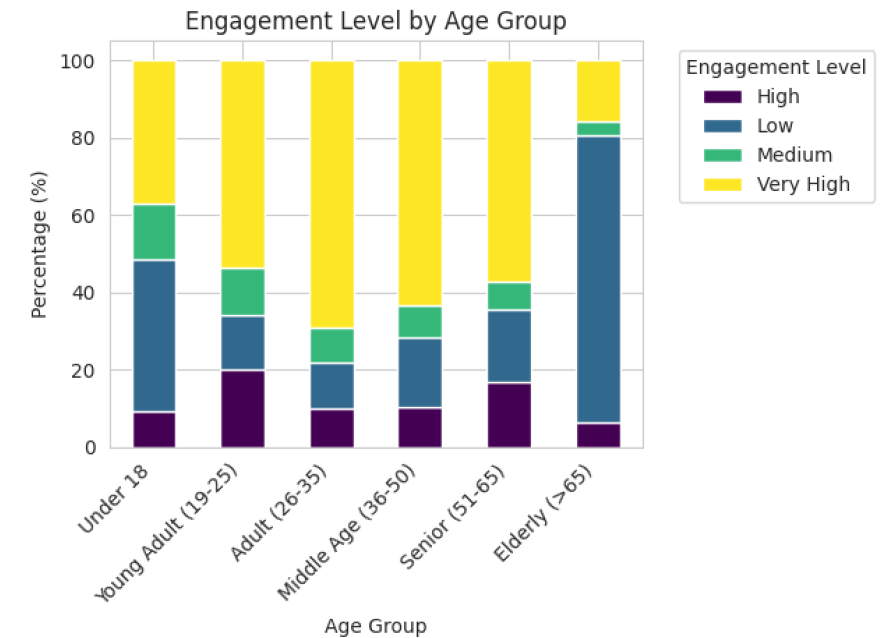 Engagement Level by Age Group
100
80
60
40
20
0
Percentage (%)
Under 18
Young Adult (19-25)
Adult (26-35)
Middle Age (36-50)
Senior (51-65)
Elderly (>65)
Age Group
Engagement Level
High
Low
Medium
Very High